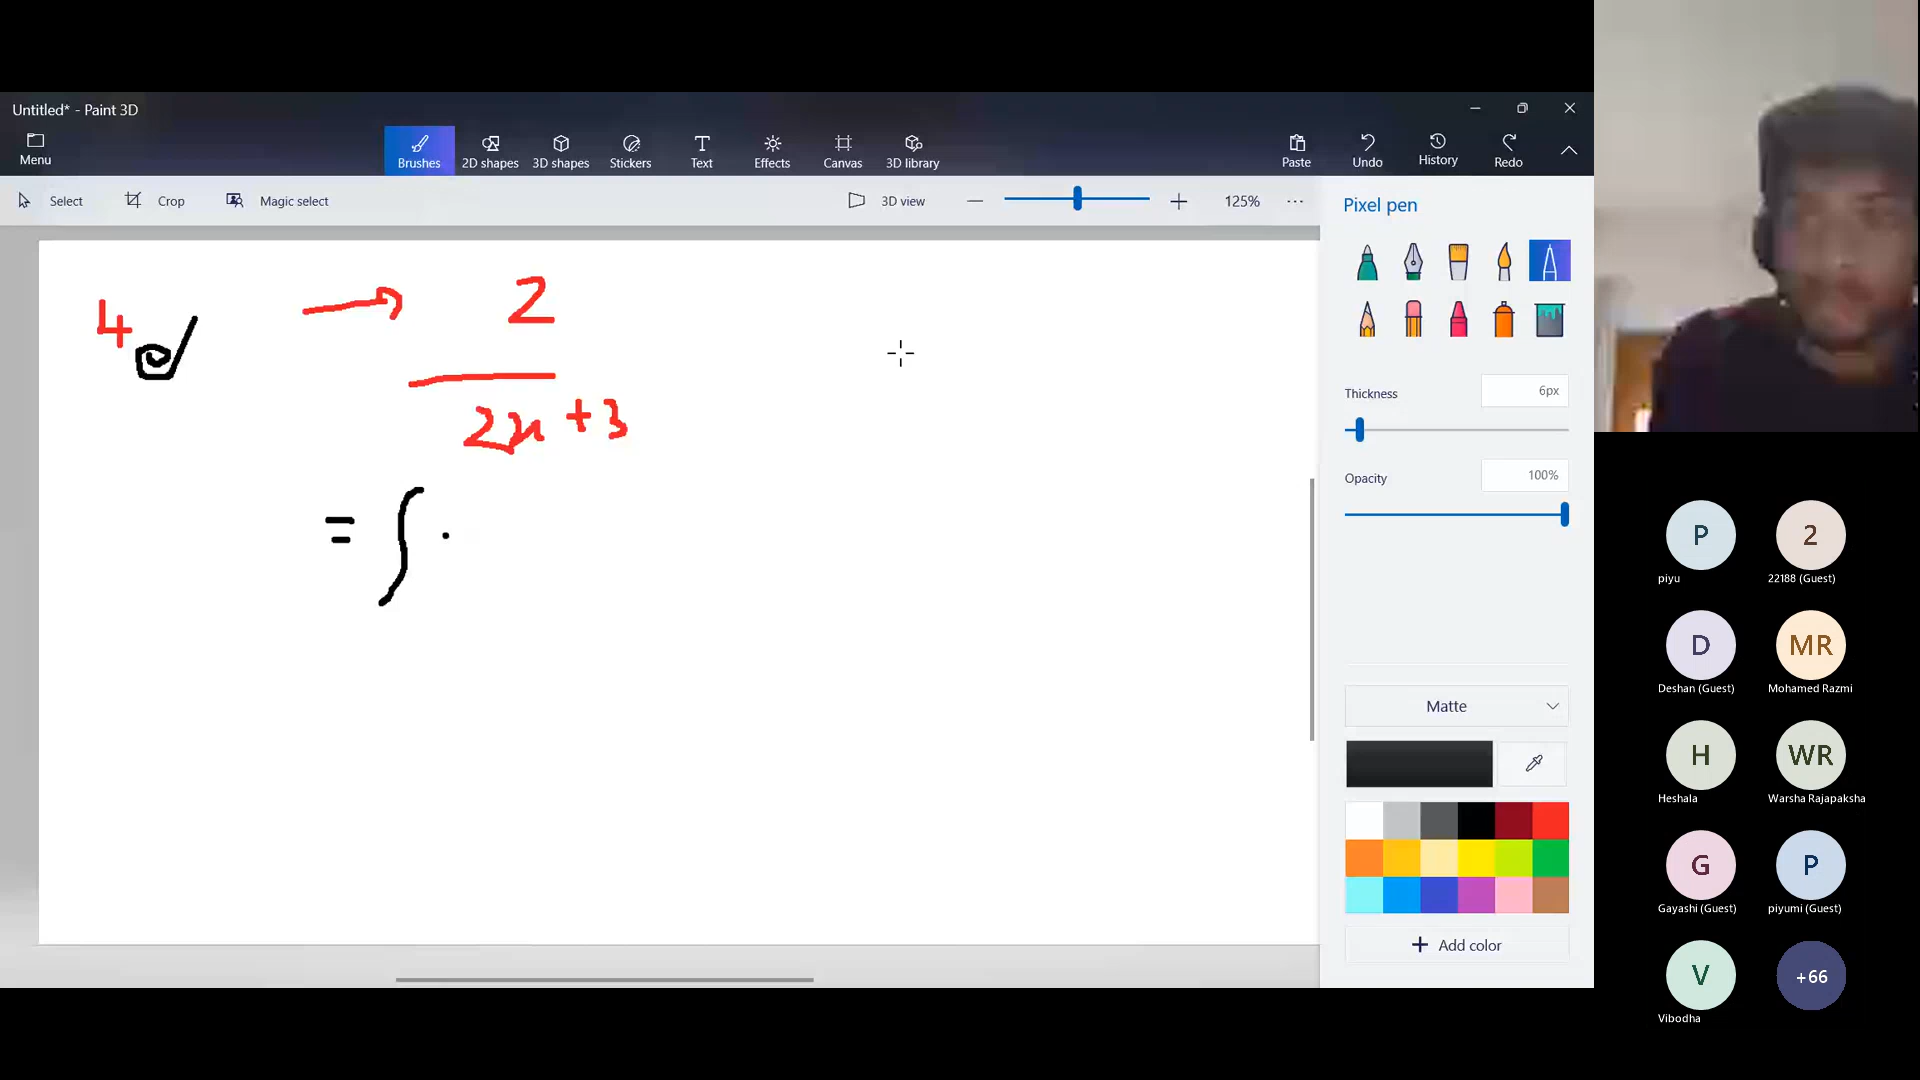 Untitled* - Paint 3D
Menu
Brushes
2D shapes
3D shapes
Stickers
Text
Effects
Canvas
3D library
Paste
Undo
History
Redo
Select
Crop
Magic select
3D view
125%
Pixel pen
Thickness
6px
Opacity
100%
Matte
+ Add color
4
→ 2
2x + 3
= ∫ .
P
piyu
2
22188 (Guest)
D
Deshan (Guest)
MR
Mohamed Razmi
H
Heshala
WR
Warsha Rajapaksha
G
Gayashi (Guest)
P
piyumi (Guest)
V
Vibodha
+66